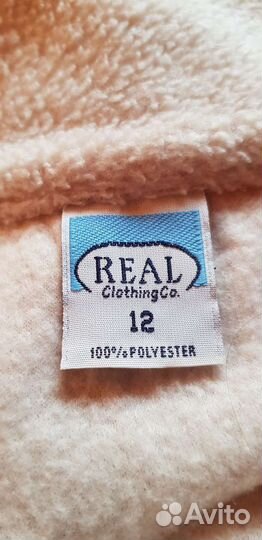 REAL
ClothingCo.
12
100% POLYESTER
Avito